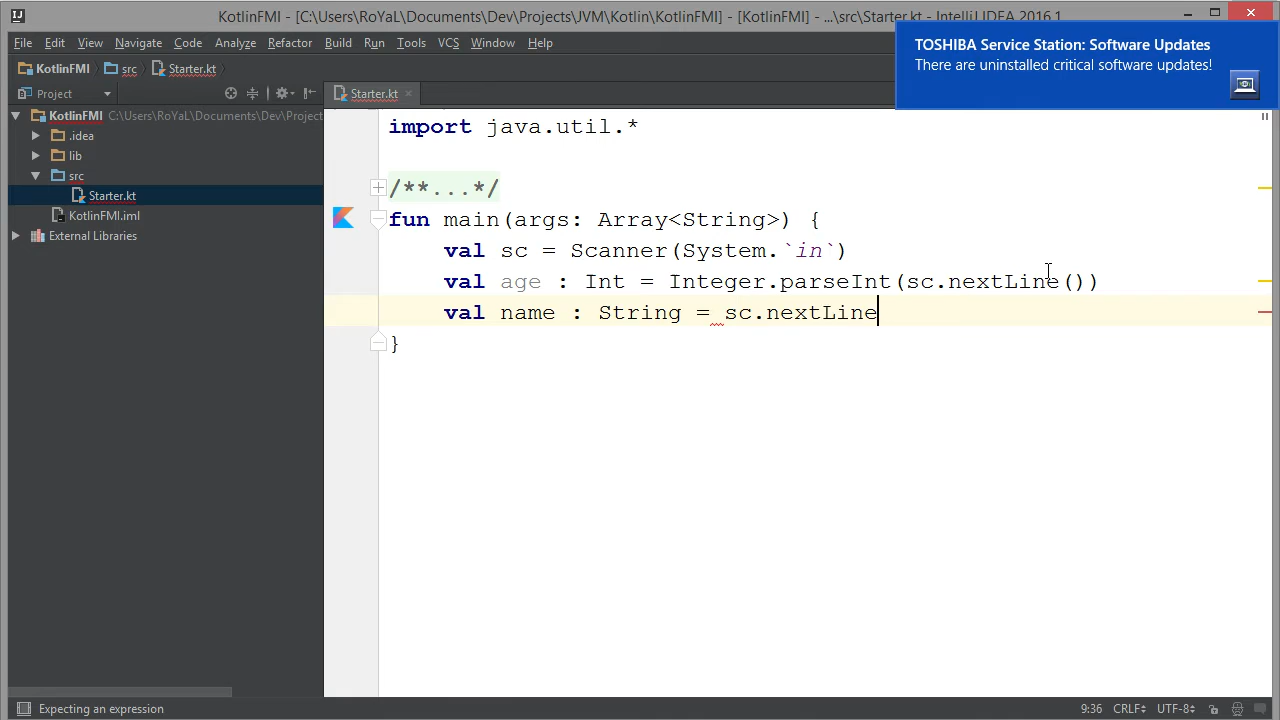 KotlinFMI - [C:\Users\RoYaL\Documents\Dev\Projects\JVM\Kotlin\KotlinFMI] - [KotlinFMI] - ...\src\Starter.kt - IntelliJ IDEA 2016.1
TOSHIBA Service Station: Software Updates
There are uninstalled critical software updates!
File Edit View Navigate Code Analyze Refactor Build Run Tools VCS Window Help
KotlinFMI src Starter.kt
Project
Starter.kt
KotlinFMI C:\Users\RoYaL\Documents\Dev\Project
.idea
lib
src
Starter.kt
KotlinFMI.iml
External Libraries
import java.util.*
/**...*/
fun main(args: Array<String>) {
val sc = Scanner(System.`in`)
val age : Int = Integer.parseInt(sc.nextLine())
val name : String = sc.nextLine
}
Expecting an expression
9:36 CRLF UTF-8